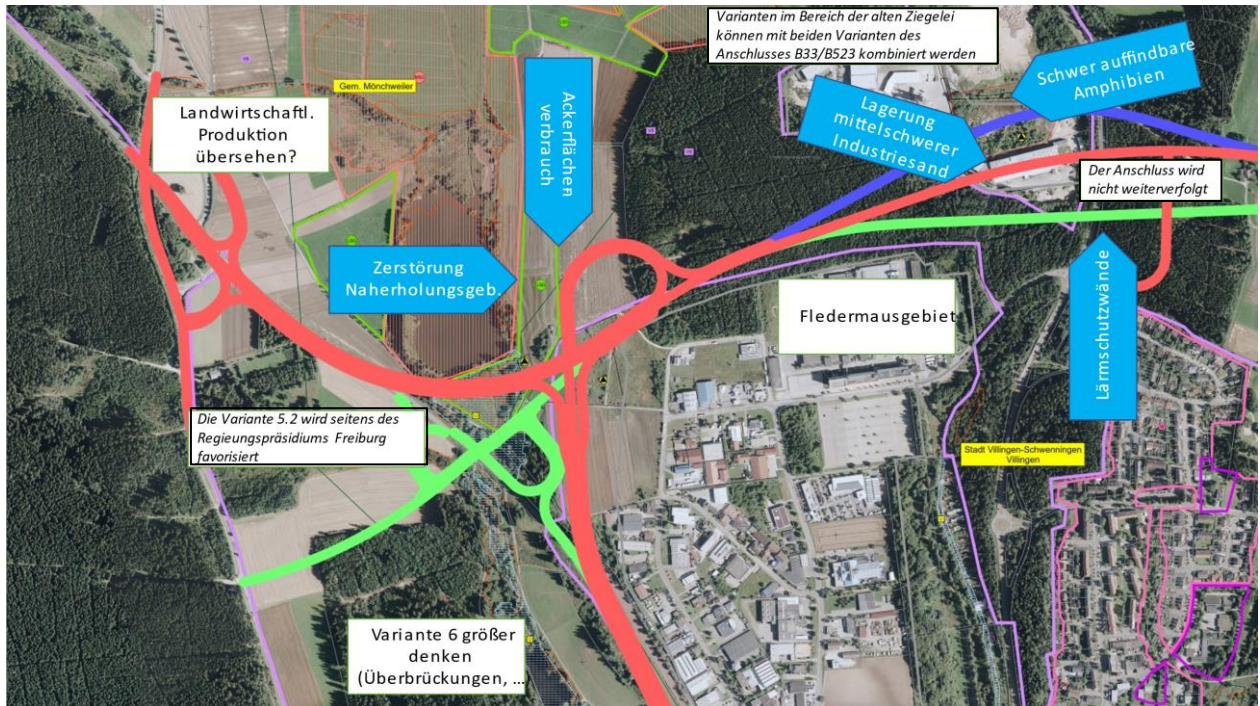 Varianten im Bereich der alten Ziegelei
können mit beiden Varianten des
Anschlusses B33/B523 kombiniert werden
Schwer auffindbare
Amphibien
Gem. Mönchweiler
Landwirtschaftl.
Produktion
übersehen?
Ackerflächen
verbrauch
Lagerung
mittelschwerer
Industriesand
Der Anschluss wird
nicht weiterverfolgt
Zerstörung
Naherholungsgeb.
Fledermausgebiet
Lärmschutzwände
Die Variante 5.2 wird seitens des
Regieungspräsidiums Freiburg
favorisiert
Stadt Villingen-Schwenningen
Villingen
Variante 6 größer
denken
(Überbrückungen, ...